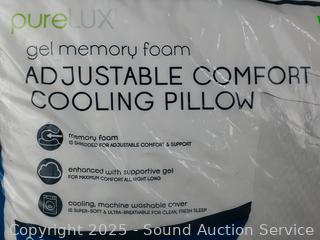 pureLUX
gel memory foam
ADJUSTABLE COMFORT
COOLING PILLOW
memory foam
IS SHREDDED FOR ADJUSTABLE COMFORT & SUPPORT
enhanced with supportive gel
FOR MAXIMUM COMFORT ALL NIGHT LONG
cooling, machine washable cover
IS SUPER-SOFT & ULTRA-BREATHABLE FOR CLEAN, FRESH SLEEP
Copyright 2025 - Sound Auction Service